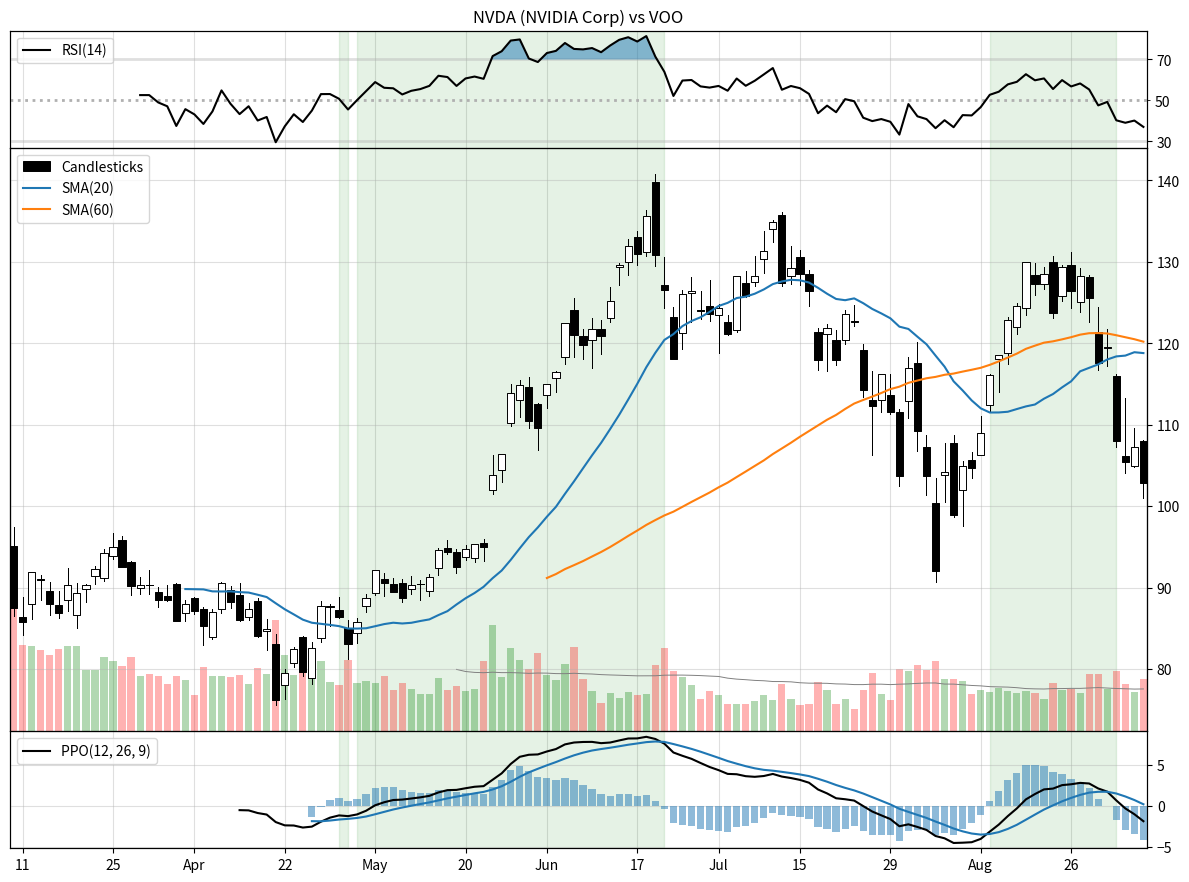 NVDA (NVIDIA Corp) vs VOO
RSI(14)
70
50
30
Candlesticks
SMA(20)
SMA(60)
140
130
120
110
100
90
80
PPO(12, 26, 9)
5
0
−5
11 25 Apr 22 May 20 Jun 17 Jul 15 29 Aug 26